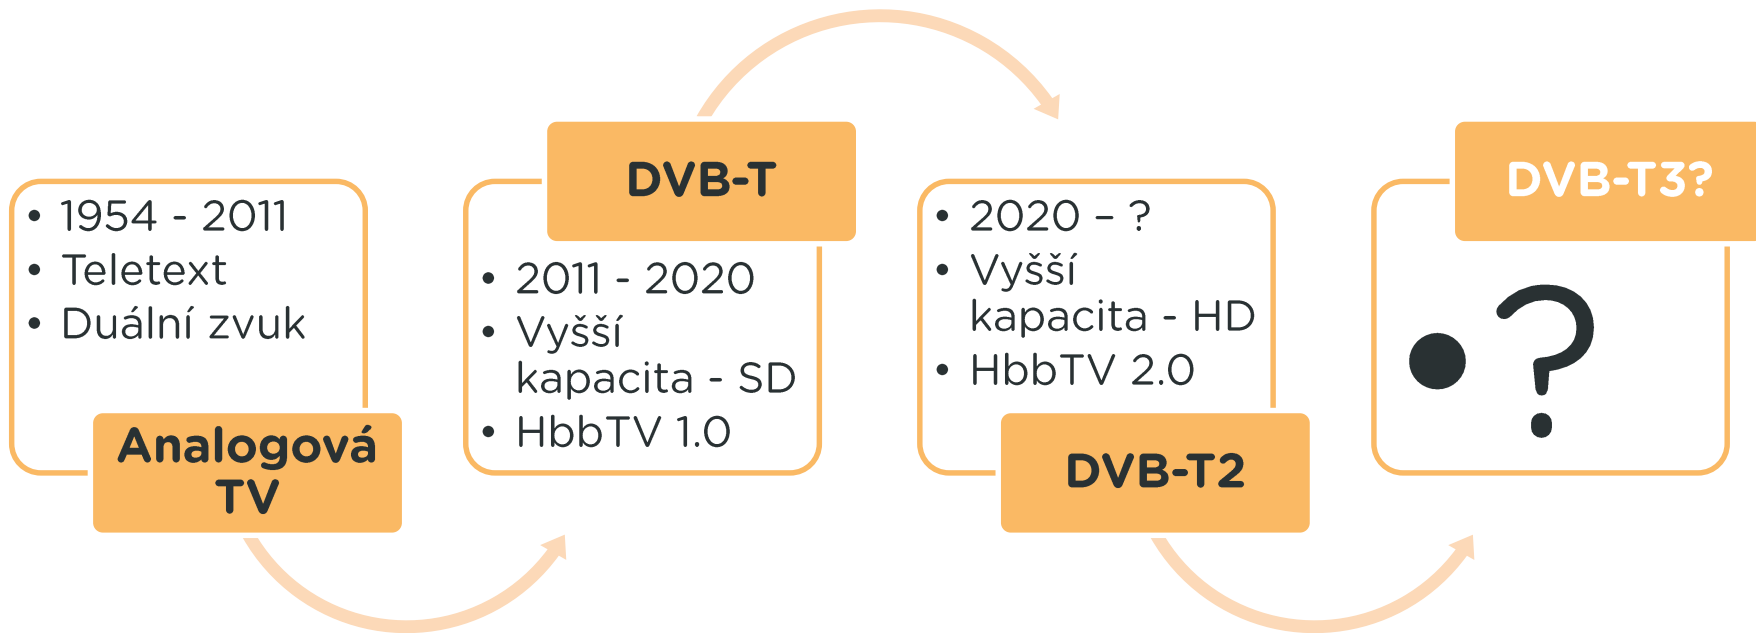 • 1954 - 2011
• Teletext
• Duální zvuk
Analogová
TV
DVB-T
• 2011 - 2020
• Vyšší
kapacita - SD
• HbbTV 1.0
• 2020 – ?
• Vyšší
kapacita - HD
• HbbTV 2.0
DVB-T2
DVB-T3?
• ?